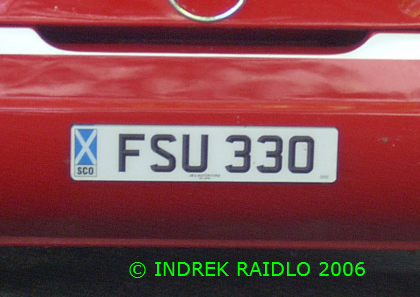 FSU 330
SCO
© INDREK RAIDLO 2006